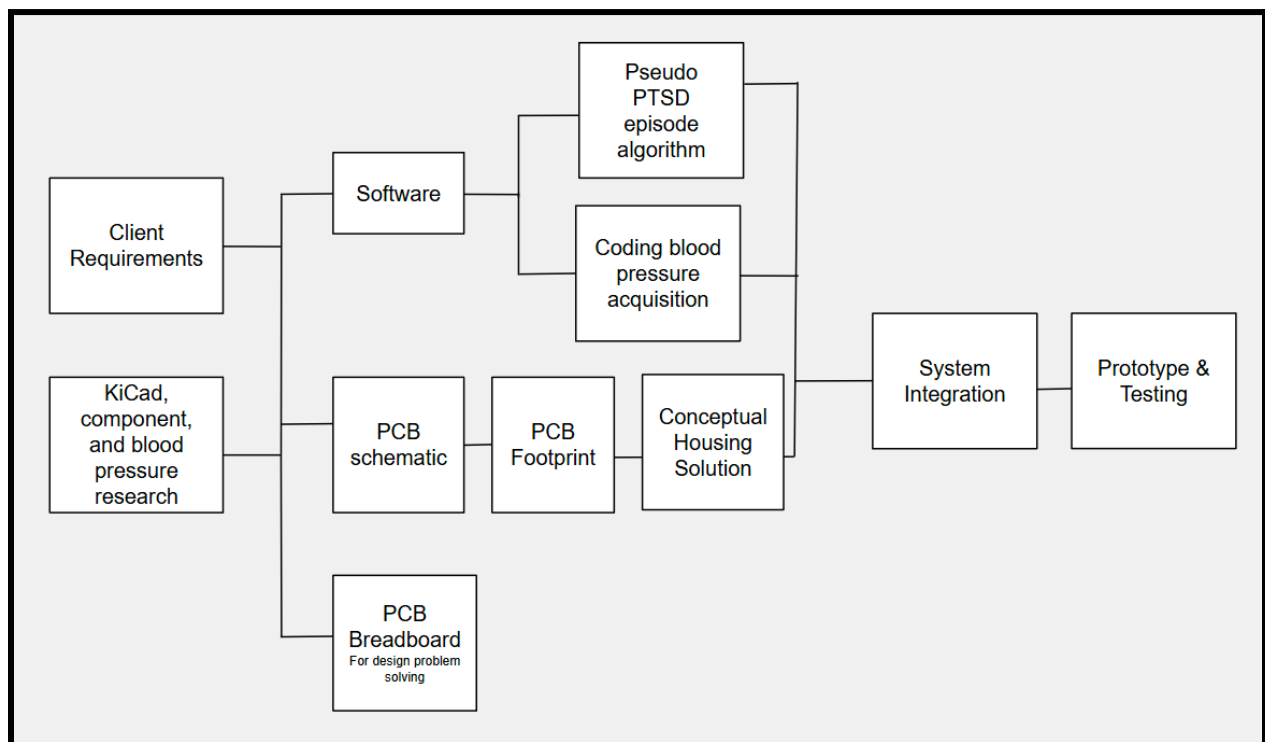 Pseudo
PTSD
episode
algorithm
Software
Client
Requirements
Coding blood
pressure
acquisition
System
Integration
Prototype &
Testing
KiCad,
component,
and blood
pressure
research
PCB
schematic
PCB
Footprint
Conceptual
Housing
Solution
PCB
Breadboard
For design problem
solving